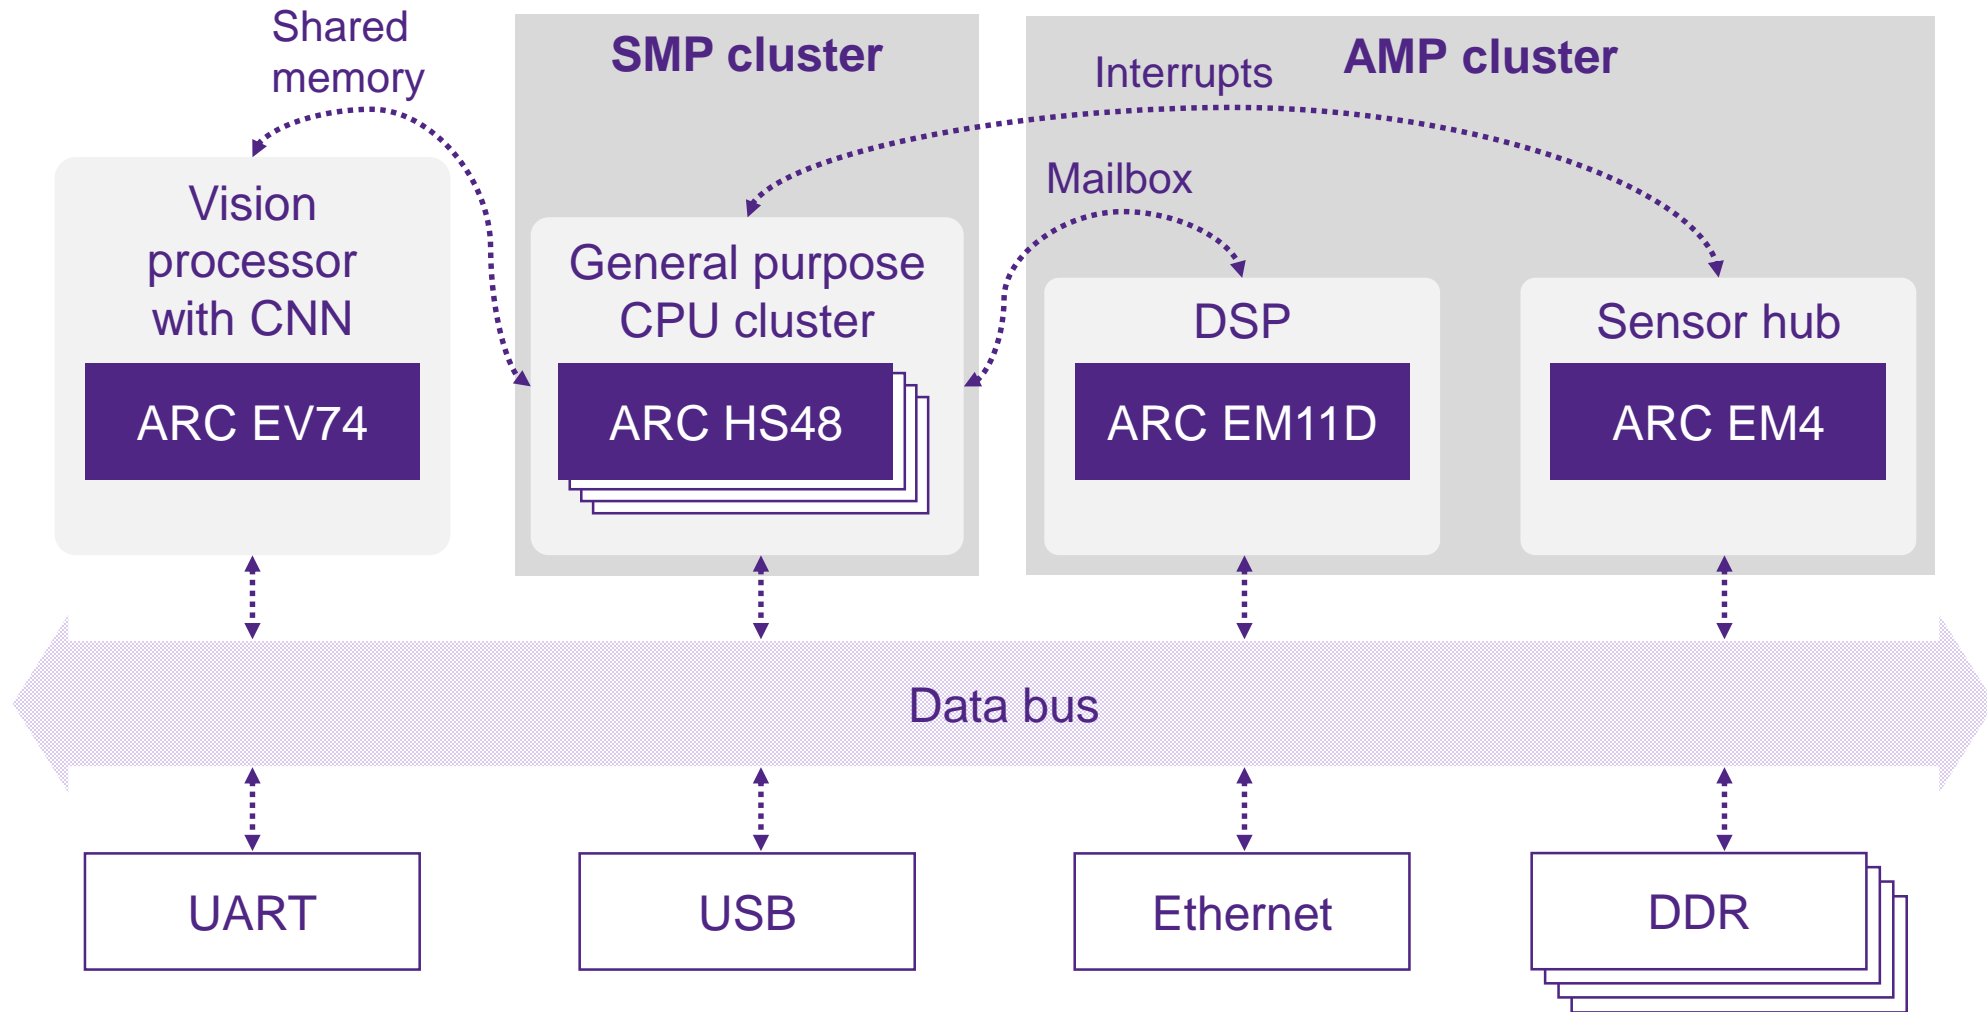 Shared
memory
SMP cluster
Interrupts
AMP cluster
Mailbox
Vision
processor
with CNN
ARC EV74
General purpose
CPU cluster
ARC HS48
DSP
ARC EM11D
Sensor hub
ARC EM4
Data bus
UART
USB
Ethernet
DDR